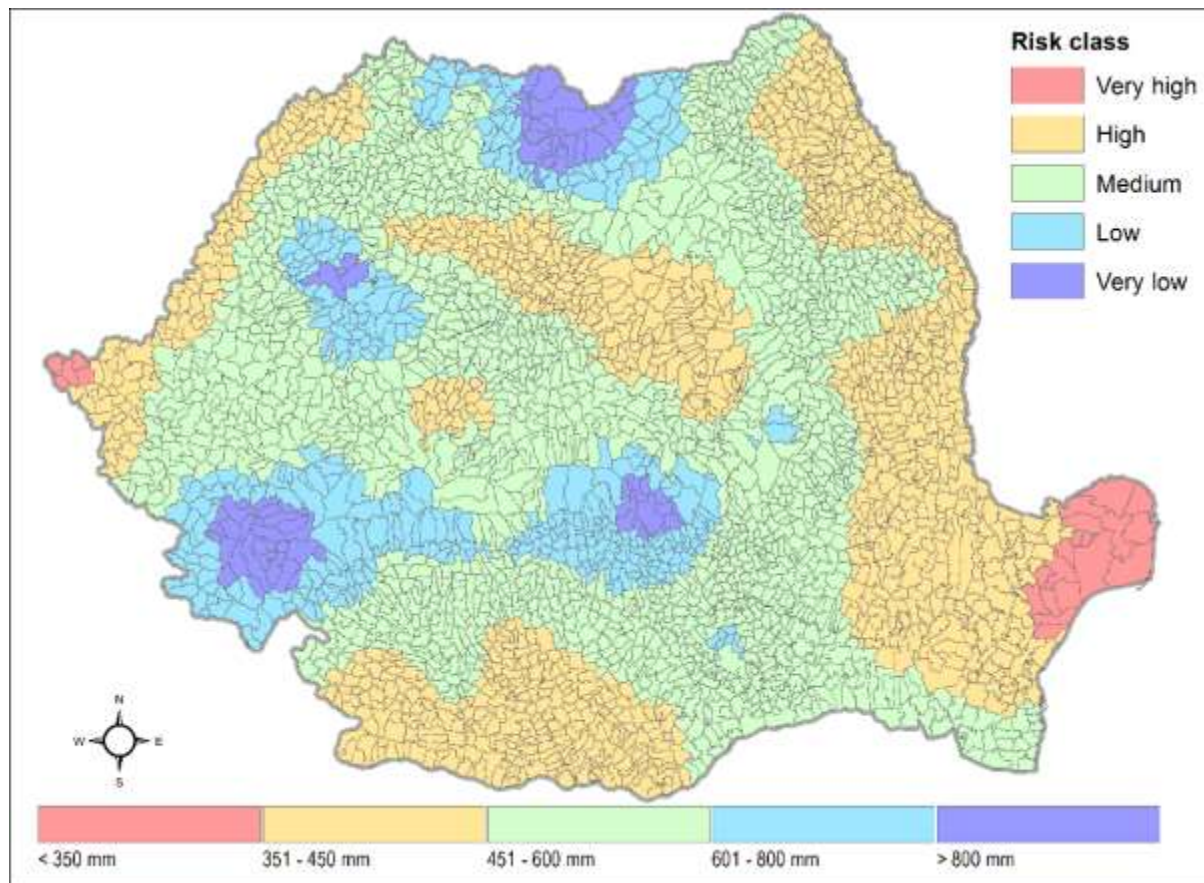 Risk class
Very high
High
Medium
Low
Very low
N
W E
S
< 350 mm 351 - 450 mm 451 - 600 mm 601 - 800 mm > 800 mm